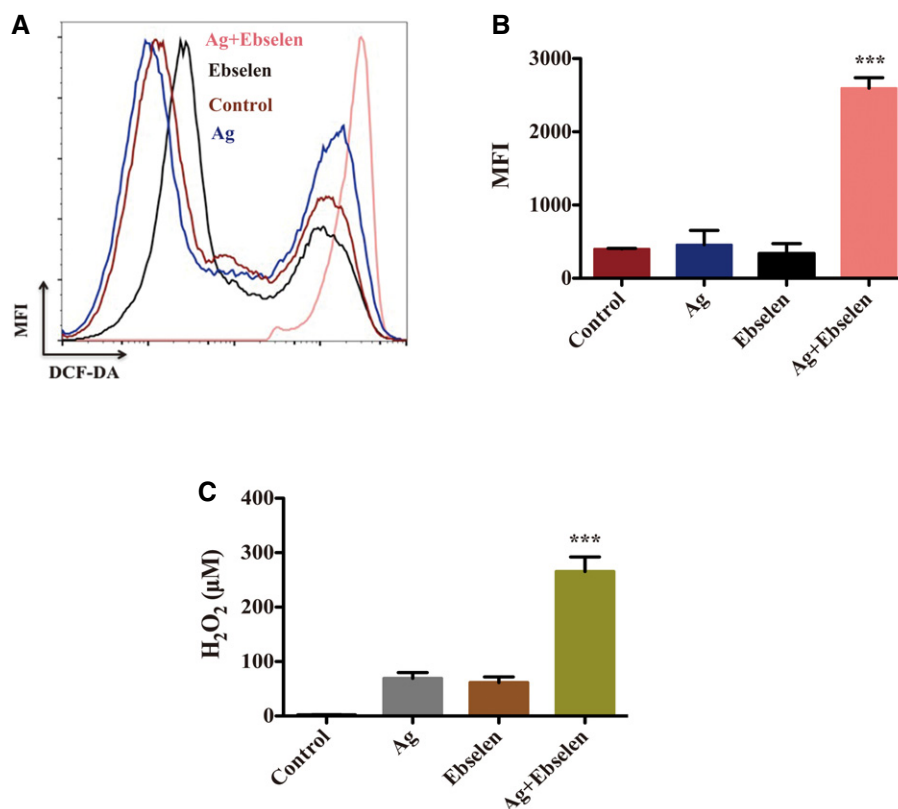 A
Ag+Ebselen
Ebselen
Control
Ag
MFI
DCF-DA
B
3000
2000
1000
0
MFI
***
Control
Ag
Ebselen
Ag+Ebselen
C
400
300
200
100
0
H₂O₂ (µM)
***
Control
Ag
Ebselen
Ag+Ebselen